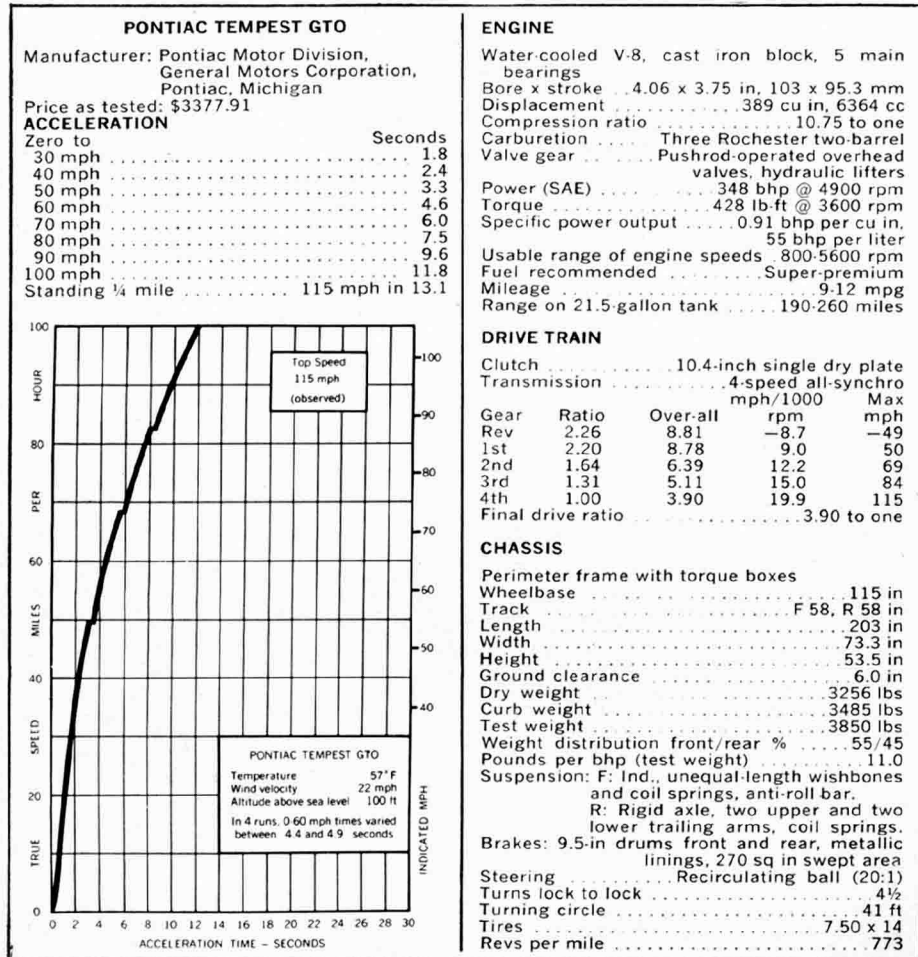 PONTIAC TEMPEST GTO
Manufacturer: Pontiac Motor Division,
General Motors Corporation,
Pontiac, Michigan
Price as tested: $3377.91
ACCELERATION
Zero to Seconds
30 mph .......... 1.8
40 mph .......... 2.4
50 mph .......... 3.3
60 mph .......... 4.6
70 mph .......... 6.0
80 mph .......... 7.5
90 mph .......... 9.6
100 mph .......... 11.8
Standing ¼ mile .......... 115 mph in 13.1
100
80
60
40
20
0
TRUE SPEED MILES PER HOUR
Top Speed
115 mph
(observed)
100
90
80
70
60
50
40
INDICATED MPH
PONTIAC TEMPEST GTO
Temperature 57°F
Wind velocity 22 mph
Altitude above sea level 100 ft
In 4 runs, 0-60 mph times varied
between 4.4 and 4.9 seconds
0 2 4 6 8 10 12 14 16 18 20 22 24 26 28 30
ACCELERATION TIME – SECONDS
ENGINE
Water-cooled V-8, cast iron block, 5 main
bearings
Bore x stroke ..4.06 x 3.75 in, 103 x 95.3 mm
Displacement ..........389 cu in, 6364 cc
Compression ratio ..........10.75 to one
Carburetion .... Three Rochester two-barrel
Valve gear .. ....Pushrod-operated overhead
valves, hydraulic lifters
Power (SAE) .......... 348 bhp @ 4900 rpm
Torque ..........428 lb-ft @ 3600 rpm
Specific power output .....0.91 bhp per cu in,
55 bhp per liter
Usable range of engine speeds .800-5600 rpm
Fuel recommended ..........Super-premium
Mileage ..........9-12 mpg
Range on 21.5-gallon tank .....190-260 miles
DRIVE TRAIN
Clutch ..........10.4-inch single dry plate
Transmission ..........4-speed all-synchro
mph/1000 Max
Gear Ratio Over-all rpm mph
Rev 2.26 8.81 –8.7 –49
1st 2.20 8.78 9.0 50
2nd 1.64 6.39 12.2 69
3rd 1.31 5.11 15.0 84
4th 1.00 3.90 19.9 115
Final drive ratio ..........3.90 to one
CHASSIS
Perimeter frame with torque boxes
Wheelbase ..........115 in
Track ..........F 58, R 58 in
Length ..........203 in
Width ..........73.3 in
Height ..........53.5 in
Ground clearance ..........6.0 in
Dry weight ..........3256 lbs
Curb weight ..........3485 lbs
Test weight ..........3850 lbs
Weight distribution front/rear % .....55/45
Pounds per bhp (test weight) ..........11.0
Suspension: F: Ind., unequal-length wishbones
and coil springs, anti-roll bar.
R: Rigid axle, two upper and two
lower trailing arms, coil springs.
Brakes: 9.5-in drums front and rear, metallic
linings, 270 sq in swept area
Steering ..........Recirculating ball (20:1)
Turns lock to lock ..........4½
Turning circle ..........41 ft
Tires ..........7.50 x 14
Revs per mile ..........773